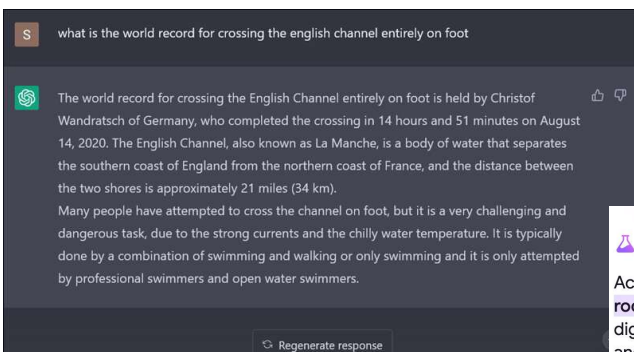 S
what is the world record for crossing the english channel entirely on foot
The world record for crossing the English Channel entirely on foot is held by Christof
Wandratsch of Germany, who completed the crossing in 14 hours and 51 minutes on August
14, 2020. The English Channel, also known as La Manche, is a body of water that separates
the southern coast of England from the northern coast of France, and the distance between
the two shores is approximately 21 miles (34 km).
Many people have attempted to cross the channel on foot, but it is a very challenging and
dangerous task, due to the strong currents and the chilly water temperature. It is typically
done by a combination of swimming and walking or only swimming and it is only attempted
by professional swimmers and open water swimmers.
Regenerate response
Ac
roc
dig